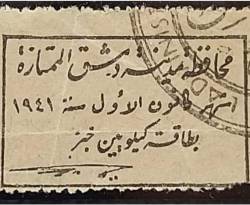 محافظة مدينة دمشق الممتازة
اشهر كانون الاول سنة ١٩٤١
بطاقة كيلوين خبز